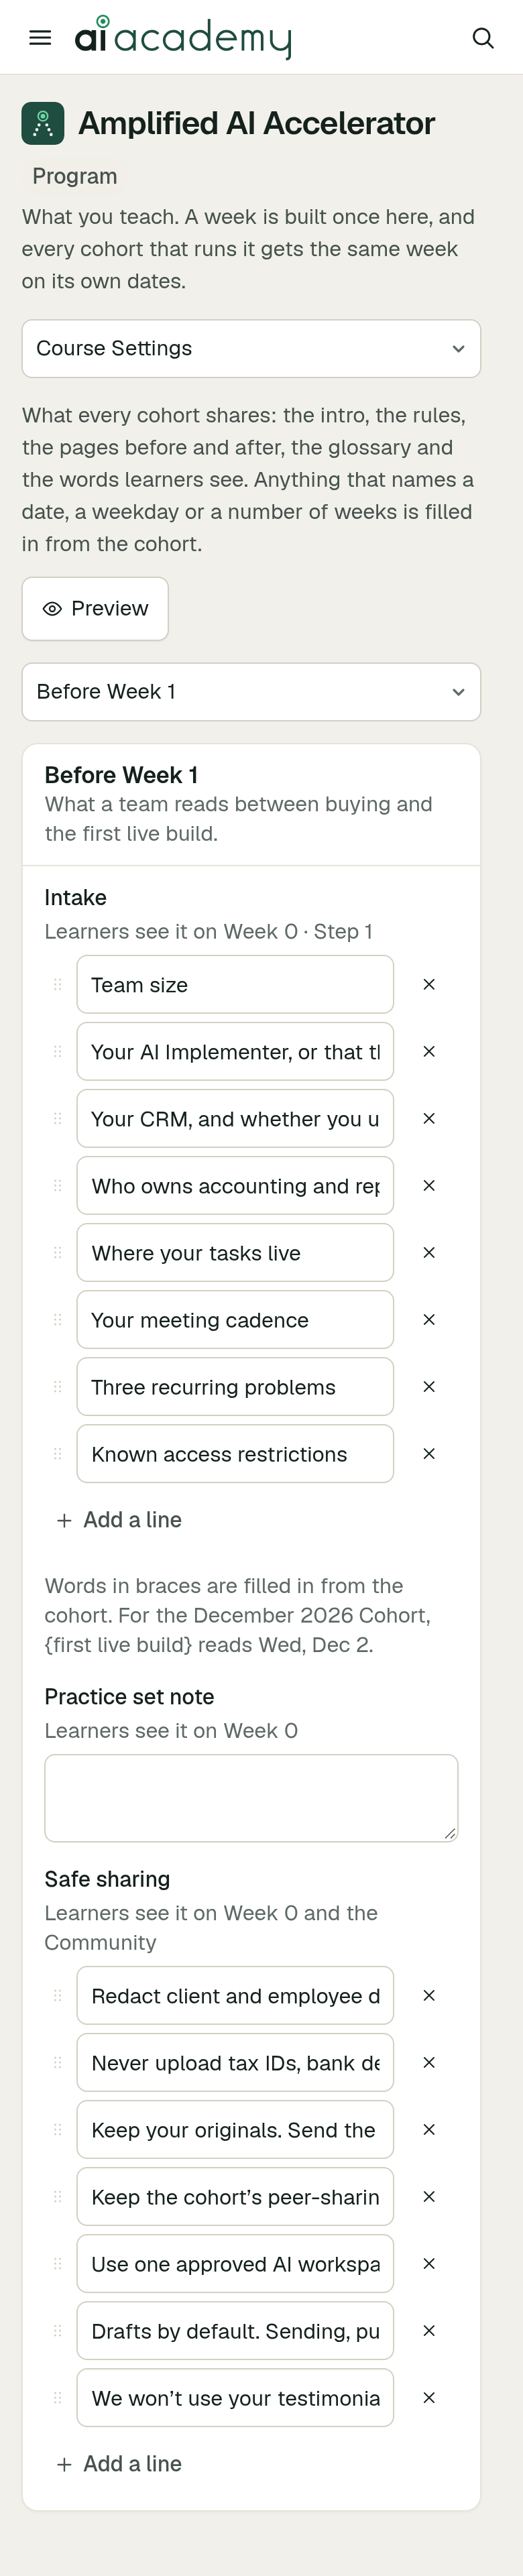 ai academy
Amplified AI Accelerator
Program
What you teach. A week is built once here, and
every cohort that runs it gets the same week
on its own dates.
Course Settings
What every cohort shares: the intro, the rules,
the pages before and after, the glossary and
the words learners see. Anything that names a
date, a weekday or a number of weeks is filled
in from the cohort.
Preview
Before Week 1
Before Week 1
What a team reads between buying and
the first live build.
Intake
Learners see it on Week 0 · Step 1
Team size
Your AI Implementer, or that
Your CRM, and whether you u
Who owns accounting and
Where your tasks live
Your meeting cadence
Three recurring problems
Known access restrictions
+ Add a line
Words in braces are filled in from the
cohort. For the December 2026 Cohort,
{first live build} reads Wed, Dec 2.
Practice set note
Learners see it on Week 0
Safe sharing
Learners see it on Week 0 and the
Community
Redact client and employee d
Never upload tax IDs, bank
Keep your originals. Send the
Keep the cohort’s peer-sharin
Use one approved AI workspa
Drafts by default. Sending, pu
We won’t use your testimonia
+ Add a line